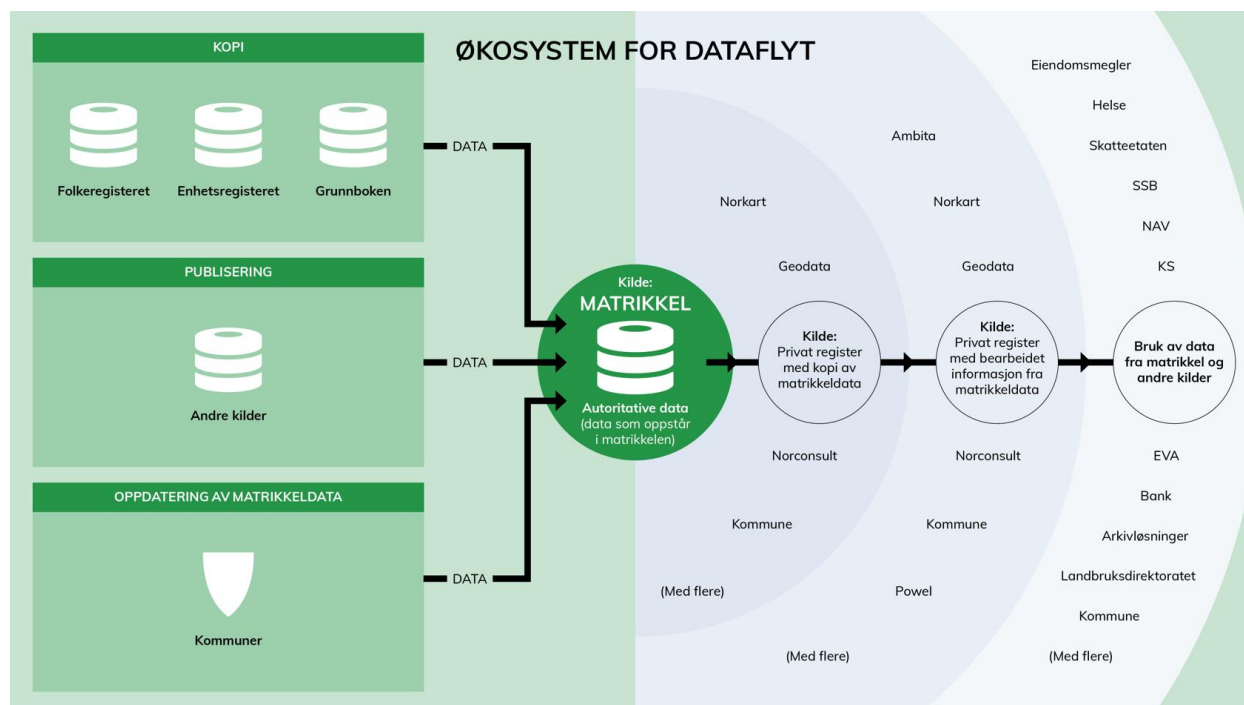 ØKOSYSTEM FOR DATAFLYT
KOPI
Folkeregisteret
Enhetsregisteret
Grunnboken
DATA
PUBLISERING
Andre kilder
DATA
OPPDATERING AV MATRIKKELDATA
Kommuner
DATA
Kilde:
MATRIKKEL
Autoritative data
(data som oppstår
i matrikkelen)
Norkart
Geodata
Kilde:
Privat register
med kopi av
matrikkeldata
Norconsult
Kommune
(Med flere)
Ambita
Norkart
Geodata
Kilde:
Privat register
med bearbeidet
informasjon fra
matrikkeldata
Norconsult
Kommune
Powel
(Med flere)
Eiendomsmegler
Helse
Skatteetaten
SSB
NAV
KS
Bruk av data
fra matrikkel og
andre kilder
EVA
Bank
Arkivløsninger
Landbruksdirektoratet
Kommune
(Med flere)